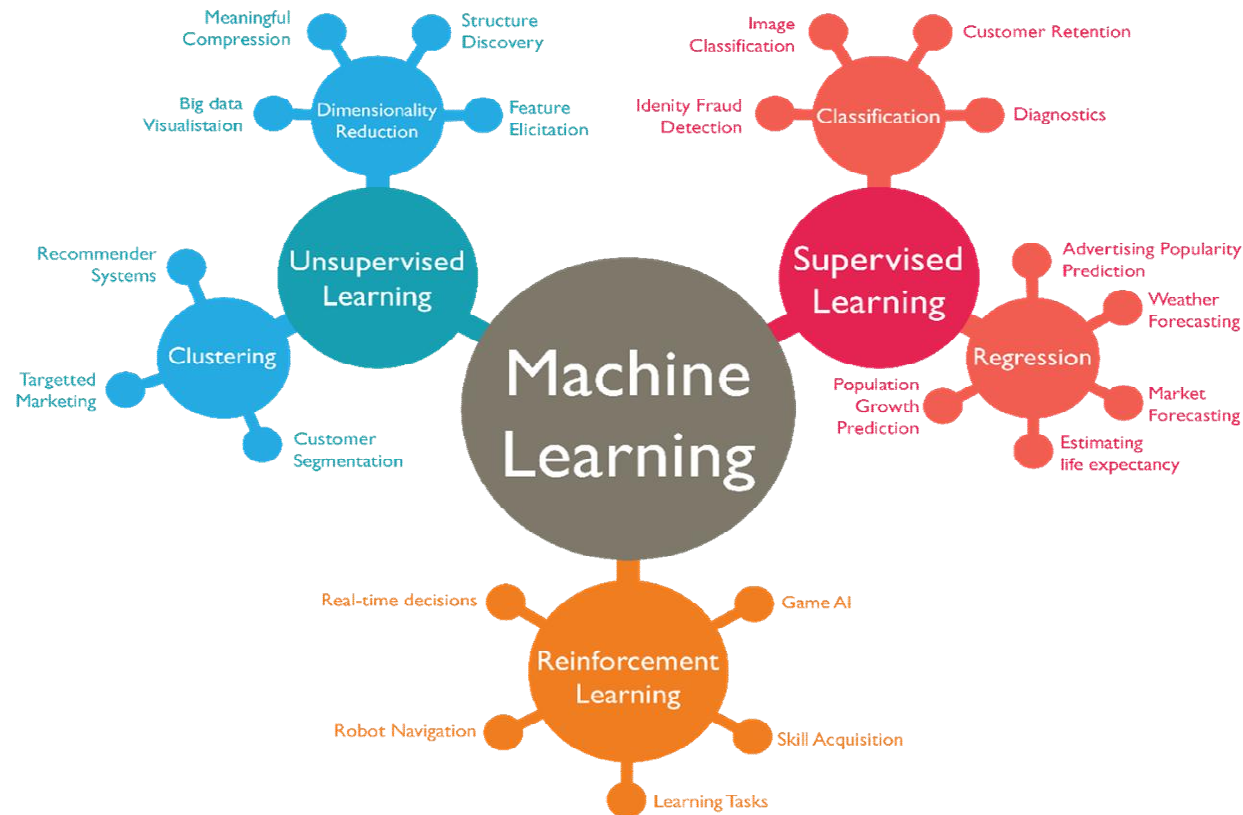 Meaningful
Compression
Structure
Discovery
Big data
Visualistaion
Dimensionality
Reduction
Feature
Elicitation
Image
Classification
Customer Retention
Idenity Fraud
Detection
Classification
Diagnostics
Unsupervised
Learning
Recommender
Systems
Clustering
Targetted
Marketing
Customer
Segmentation
Supervised
Learning
Advertising Popularity
Prediction
Weather
Forecasting
Regression
Population
Growth
Prediction
Market
Forecasting
Estimating
life expectancy
Machine
Learning
Real-time decisions
Game AI
Reinforcement
Learning
Robot Navigation
Skill Acquisition
Learning Tasks